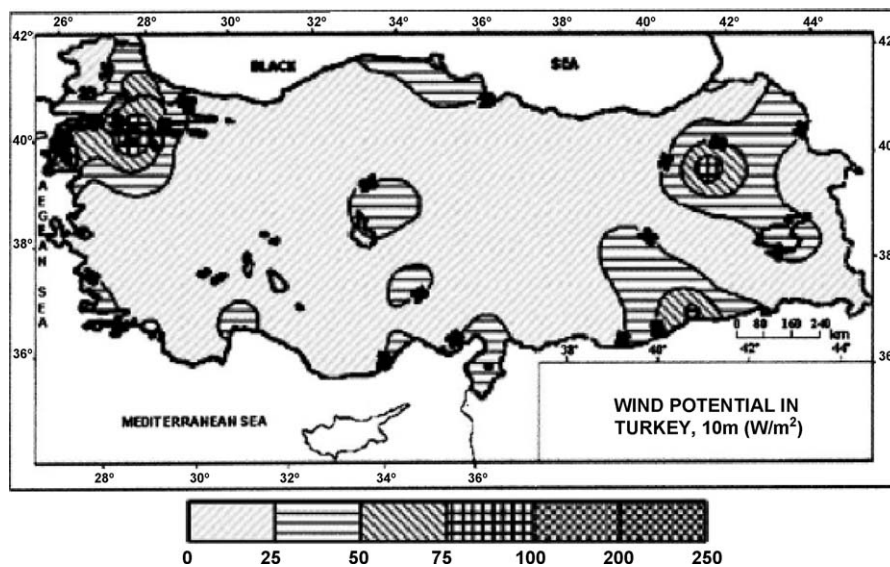 26° 28° 30° 32° 34° 36° 38° 40° 42° 44°
42° 42°
BLACK SEA
40° 40°
AEGEAN SEA
38° 38°
0 80 160 240
km
36° 38° 40° 42° 44° 36°
MEDITERRANEAN SEA
WIND POTENTIAL IN
TURKEY, 10m (W/m²)
28° 30° 32° 34° 36°
0 25 50 75 100 200 250